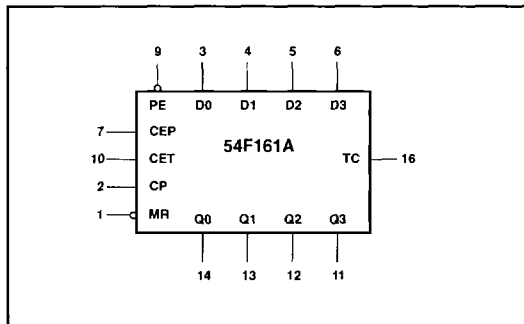 9 3 4 5 6
PE D0 D1 D2 D3
7 CEP
54F161A
10 CET TC 16
2 CP
1 MR
Q0 Q1 Q2 Q3
14 13 12 11